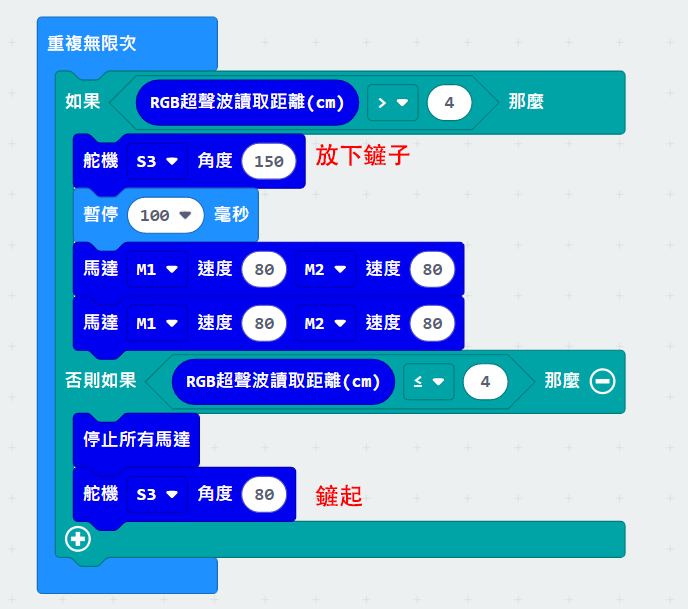 重複無限次
如果 RGB超聲波讀取距離(cm) > 4 那麼
舵機 S3 角度 150 放下鏟子
暫停 100 毫秒
馬達 M1 速度 80 M2 速度 80
馬達 M1 速度 80 M2 速度 80
否則如果 RGB超聲波讀取距離(cm) ≤ 4 那麼
停止所有馬達
舵機 S3 角度 80 鏟起